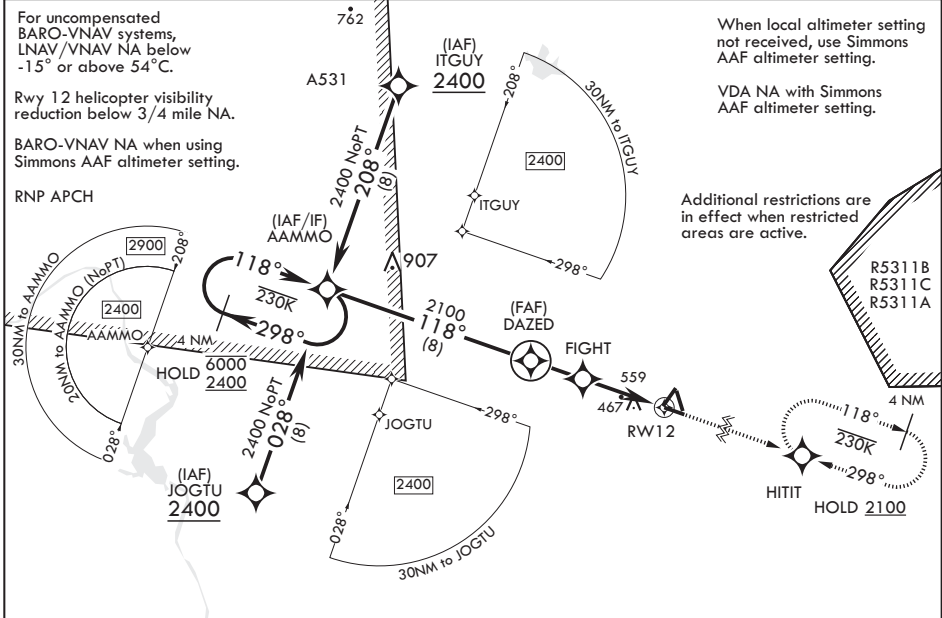 For uncompensated
BARO-VNAV systems,
LNAV/VNAV NA below
-15° or above 54°C.
Rwy 12 helicopter visibility
reduction below 3/4 mile NA.
BARO-VNAV NA when using
Simmons AAF altimeter setting.
RNP APCH
762
A531
(IAF)
ITGUY
2400
When local altimeter setting
not received, use Simmons
AAF altimeter setting.
VDA NA with Simmons
AAF altimeter setting.
2400 NoPT
208°
(8)
208°
30NM to ITGUY
2400
ITGUY
298°
Additional restrictions are
in effect when restricted
areas are active.
R5311B
R5311C
R5311A
(IAF/IF)
AAMMO
118°
230K
298°
4 NM
HOLD
6000
2400
907
30NM to AAMMO
2900
208°
20NM to AAMMO (NoPT)
2400
AAMMO
028°
2100
118°
(8)
(FAF)
DAZED
FIGHT
559
467
RW12
2400 NoPT
028°
(8)
(IAF)
JOGTU
2400
JOGTU
298°
2400
028°
30NM to JOGTU
4 NM
118°
230K
298°
HITIT
HOLD 2100